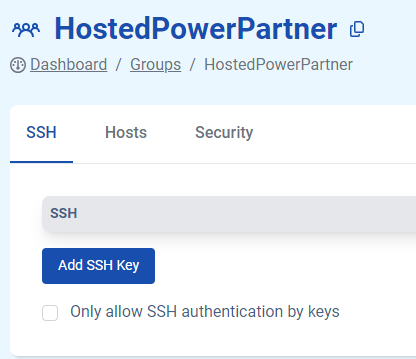 HostedPowerPartner
Dashboard / Groups / HostedPowerPartner
SSH Hosts Security
SSH
Add SSH Key
Only allow SSH authentication by keys